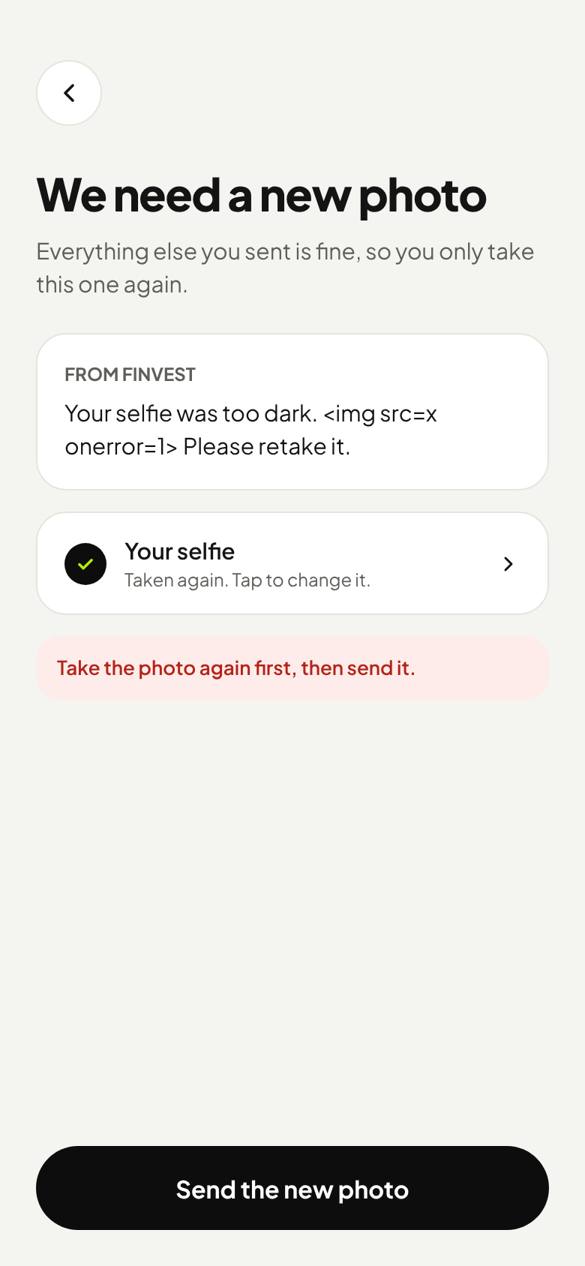 We need a new photo
Everything else you sent is fine, so you only take
this one again.
FROM FINVEST
Your selfie was too dark. <img src=x
onerror=1> Please retake it.
Your selfie
Taken again. Tap to change it.
Take the photo again first, then send it.
Send the new photo